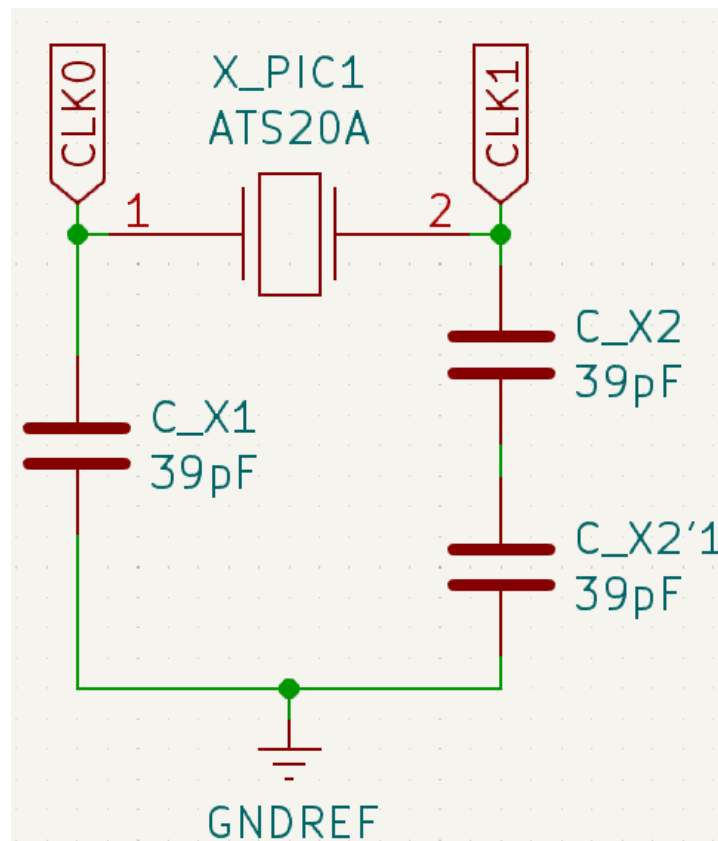 CLK0
X_PIC1
ATS20A
CLK1
1
2
C_X2
39pF
C_X1
39pF
C_X2'1
39pF
GNDREF